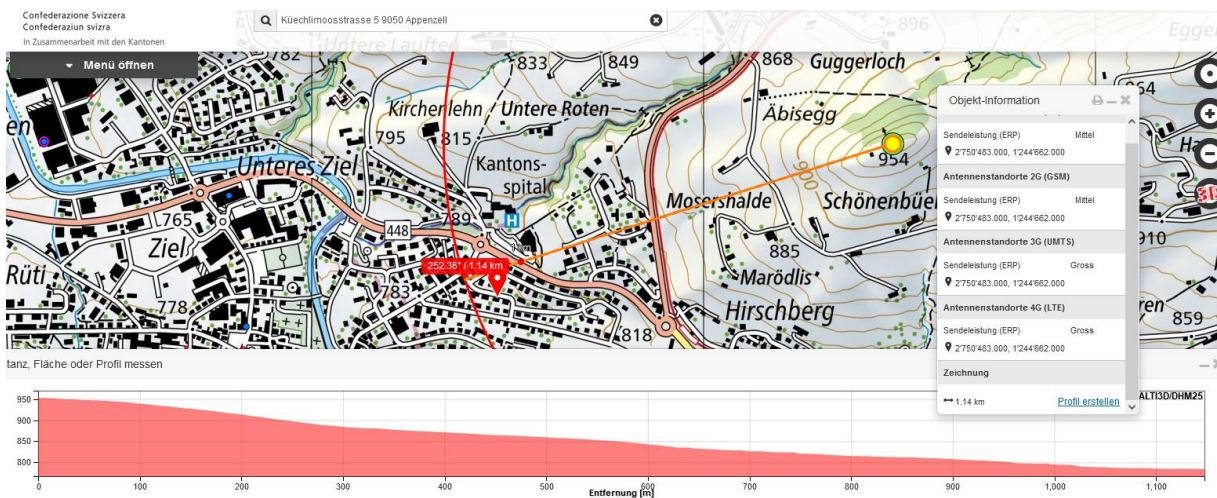 Confederazione Svizzera
Confederaziun svizra
In Zusammenarbeit mit den Kantonen
Küechlimoosstrasse 5 9050 Appenzell
Menü öffnen
Untere Lauften
896
782
833
849
868
Guggerloch
Kirchenlehn
Untere Roten
795
815
Äbisegg
Unteres Ziel
Kantons-
spital
954
H
Schönenbüel
900
765
789
448
885
910
Ziel
1 km
252.36° / 1.14 km
Marödlis
Rüti
783
778
Hirschberg
818
859
Objekt-Information
Sendeleistung (ERP) Mittel
2'750'483.000, 1'244'662.000
Antennenstandorte 2G (GSM)
Sendeleistung (ERP) Mittel
2'750'483.000, 1'244'662.000
Antennenstandorte 3G (UMTS)
Sendeleistung (ERP) Gross
2'750'483.000, 1'244'662.000
Antennenstandorte 4G (LTE)
Sendeleistung (ERP) Gross
2'750'483.000, 1'244'662.000
Zeichnung
1.14 km Profil erstellen
3D
tanz, Fläche oder Profil messen
ALTI3D/DHM25
950
900
850
800
0 100 200 300 400 500 600 700 800 900 1,000 1,100
Entfernung [m]